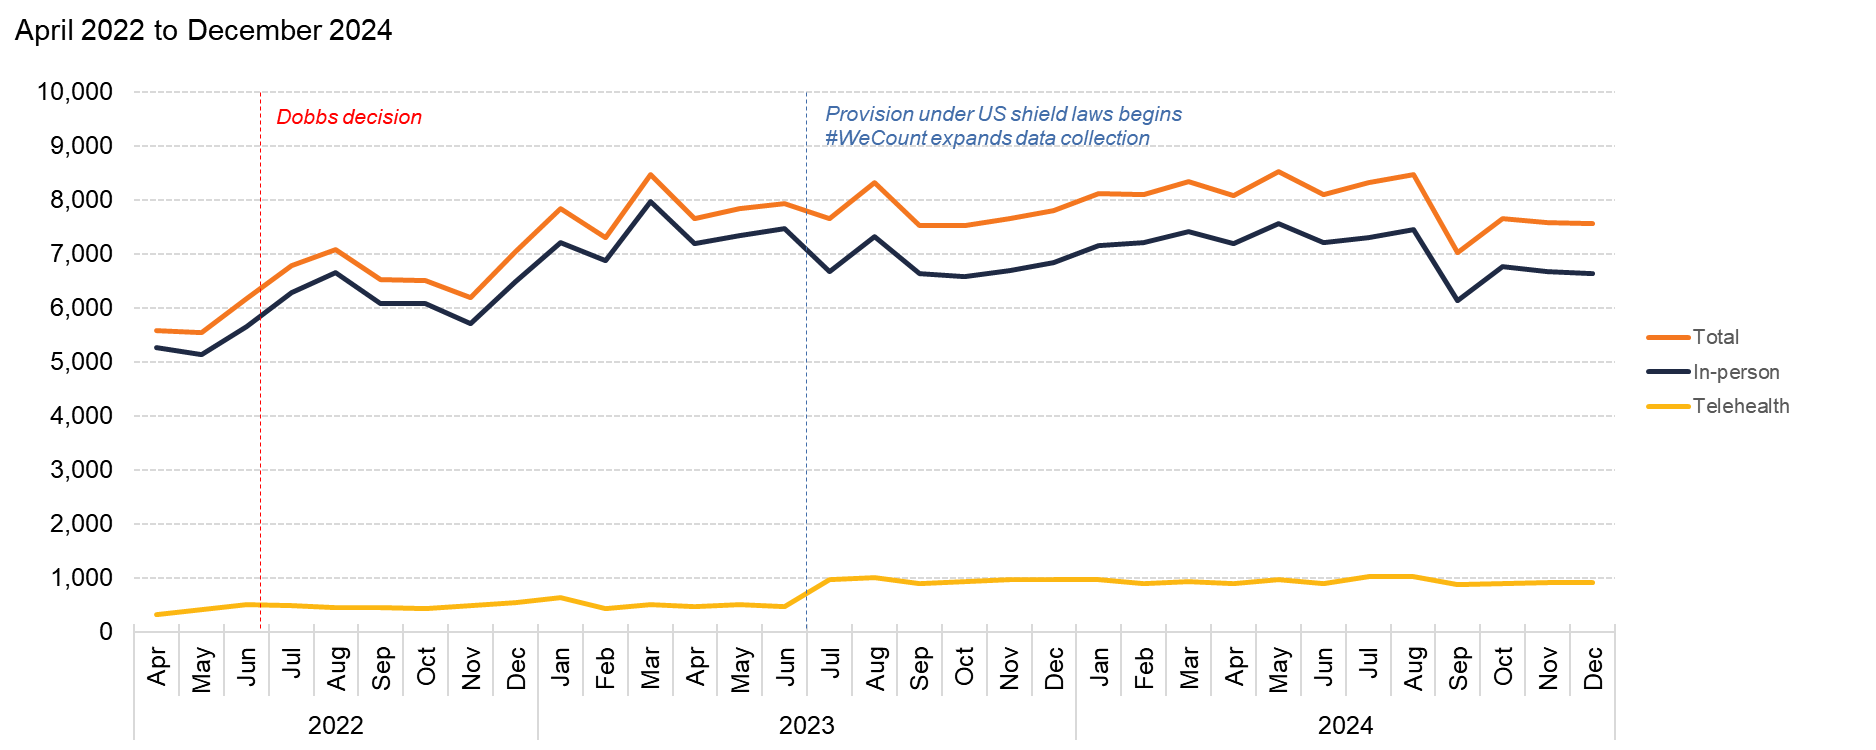 April 2022 to December 2024
10,000
9,000
8,000
7,000
6,000
5,000
4,000
3,000
2,000
1,000
0
Dobbs decision
Provision under US shield laws begins
#WeCount expands data collection
Total
In-person
Telehealth
Apr May Jun Jul Aug Sep Oct Nov Dec Jan Feb Mar Apr May Jun Jul Aug Sep Oct Nov Dec Jan Feb Mar Apr May Jun Jul Aug Sep Oct Nov Dec
2022 2023 2024